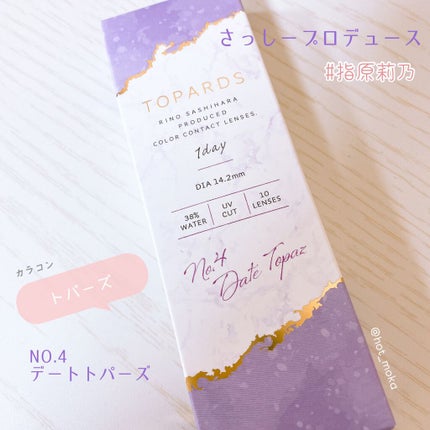 さっしープロデュース
#指原莉乃
TOPARDS
RINO SASHIHARA
PRODUCED
COLOR CONTACT LENSES.
1day
DIA 14.2mm
38%
WATER
UV
CUT
10
LENSES
No.4
Date Topaz
カラコン
トパーズ
NO.4
デートトパーズ
@hot_moka